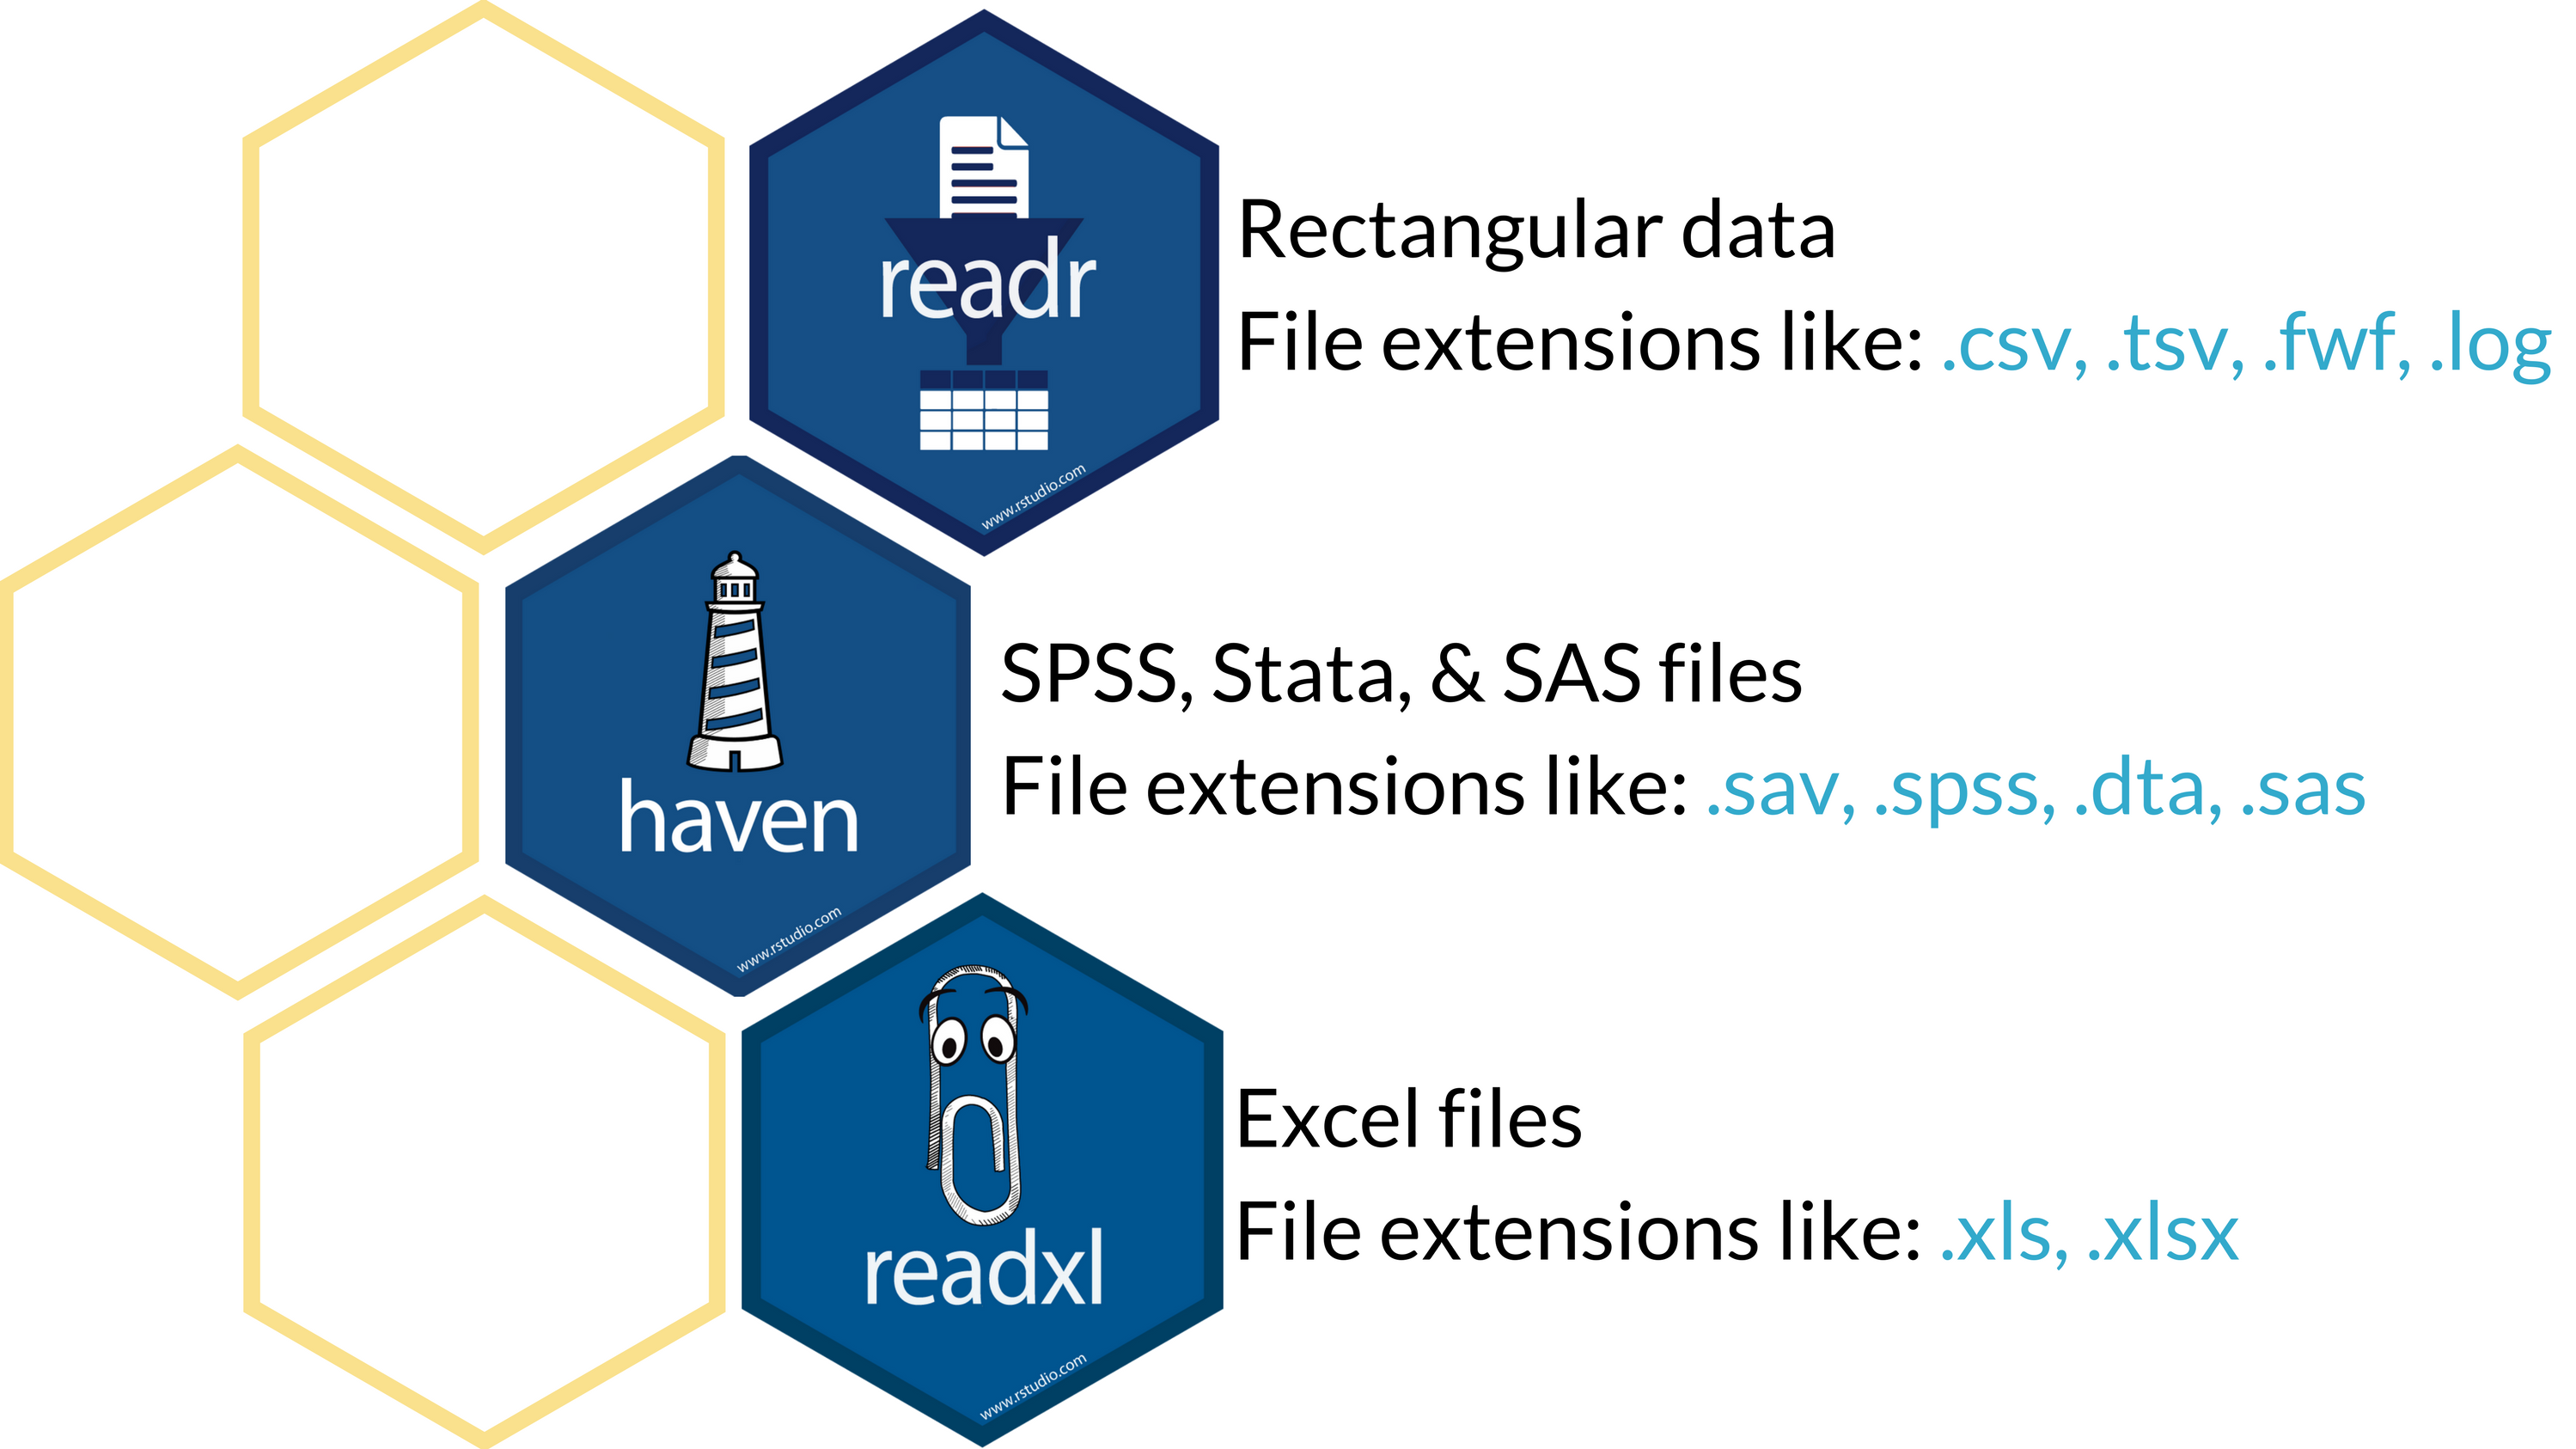 readr
www.rstudio.com
Rectangular data
File extensions like: .csv, .tsv, .fwf, .log
haven
www.rstudio.com
SPSS, Stata, & SAS files
File extensions like: .sav, .spss, .dta, .sas
readxl
www.rstudio.com
Excel files
File extensions like: .xls, .xlsx